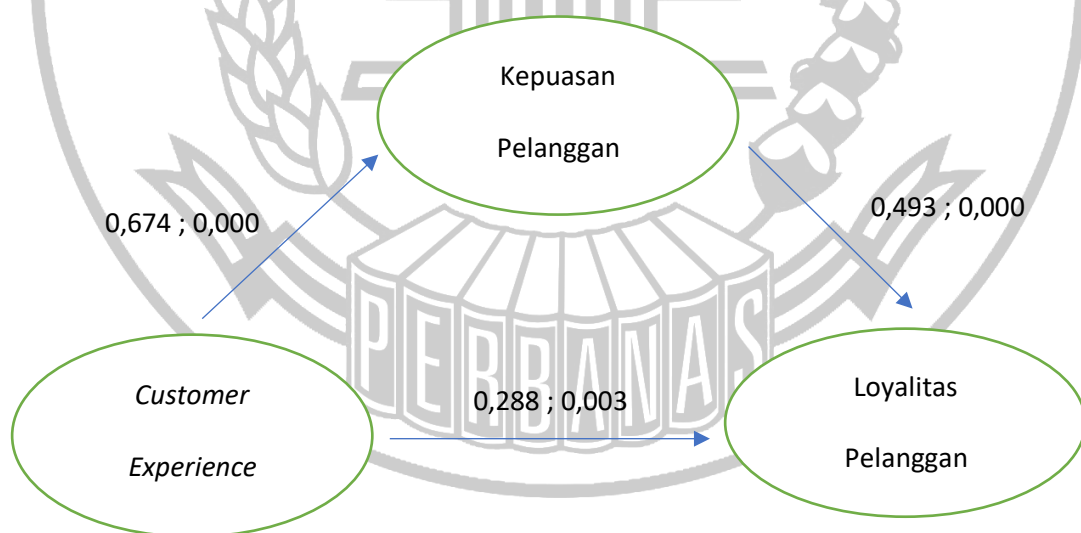 Kepuasan
Pelanggan
0,674 ; 0,000
0,493 ; 0,000
Customer
Experience
0,288 ; 0,003
Loyalitas
Pelanggan
PERBANAS